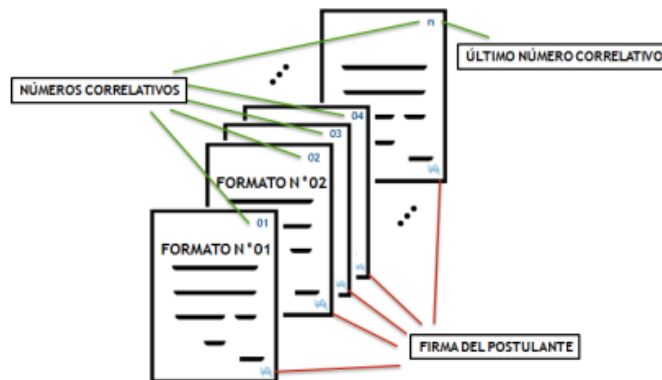 n
ÚLTIMO NÚMERO CORRELATIVO
NÚMEROS CORRELATIVOS
04
03
02
FORMATO N°02
01
FORMATO N°01
FIRMA DEL POSTULANTE